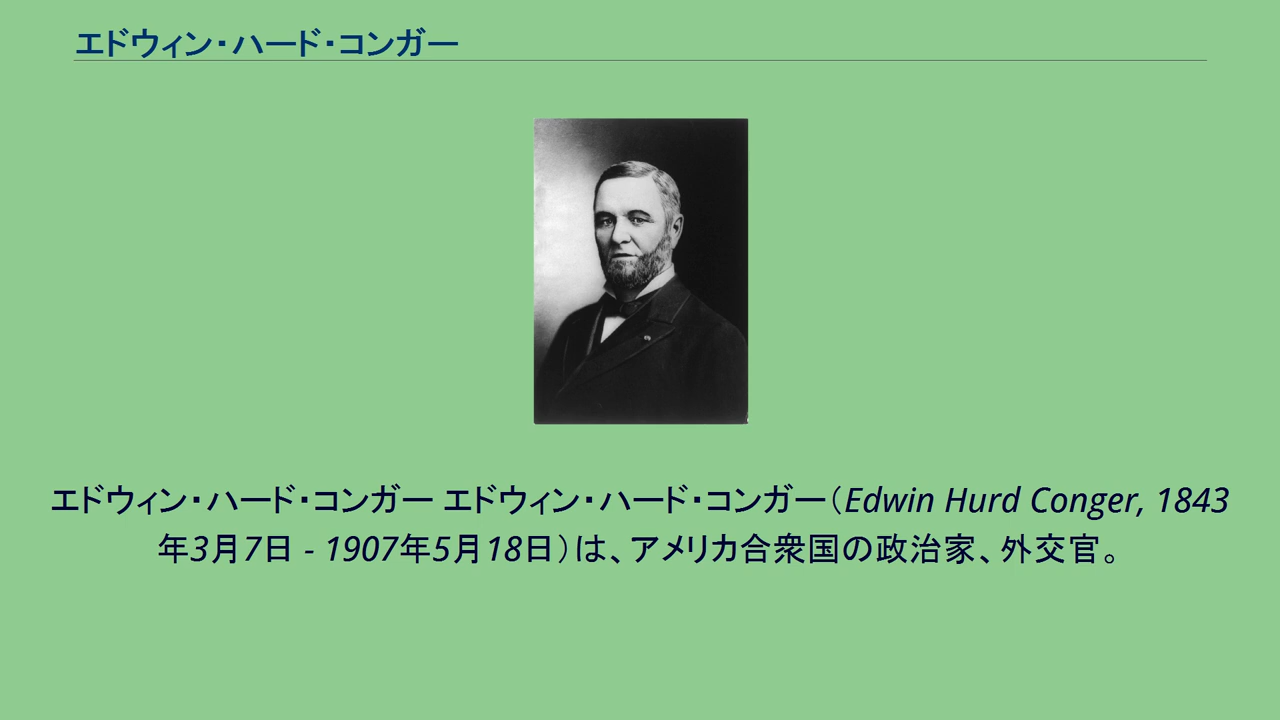 エドウィン・ハード・コンガー
エドウィン・ハード・コンガー エドウィン・ハード・コンガー（Edwin Hurd Conger, 1843
年3月7日 - 1907年5月18日）は、アメリカ合衆国の政治家、外交官。